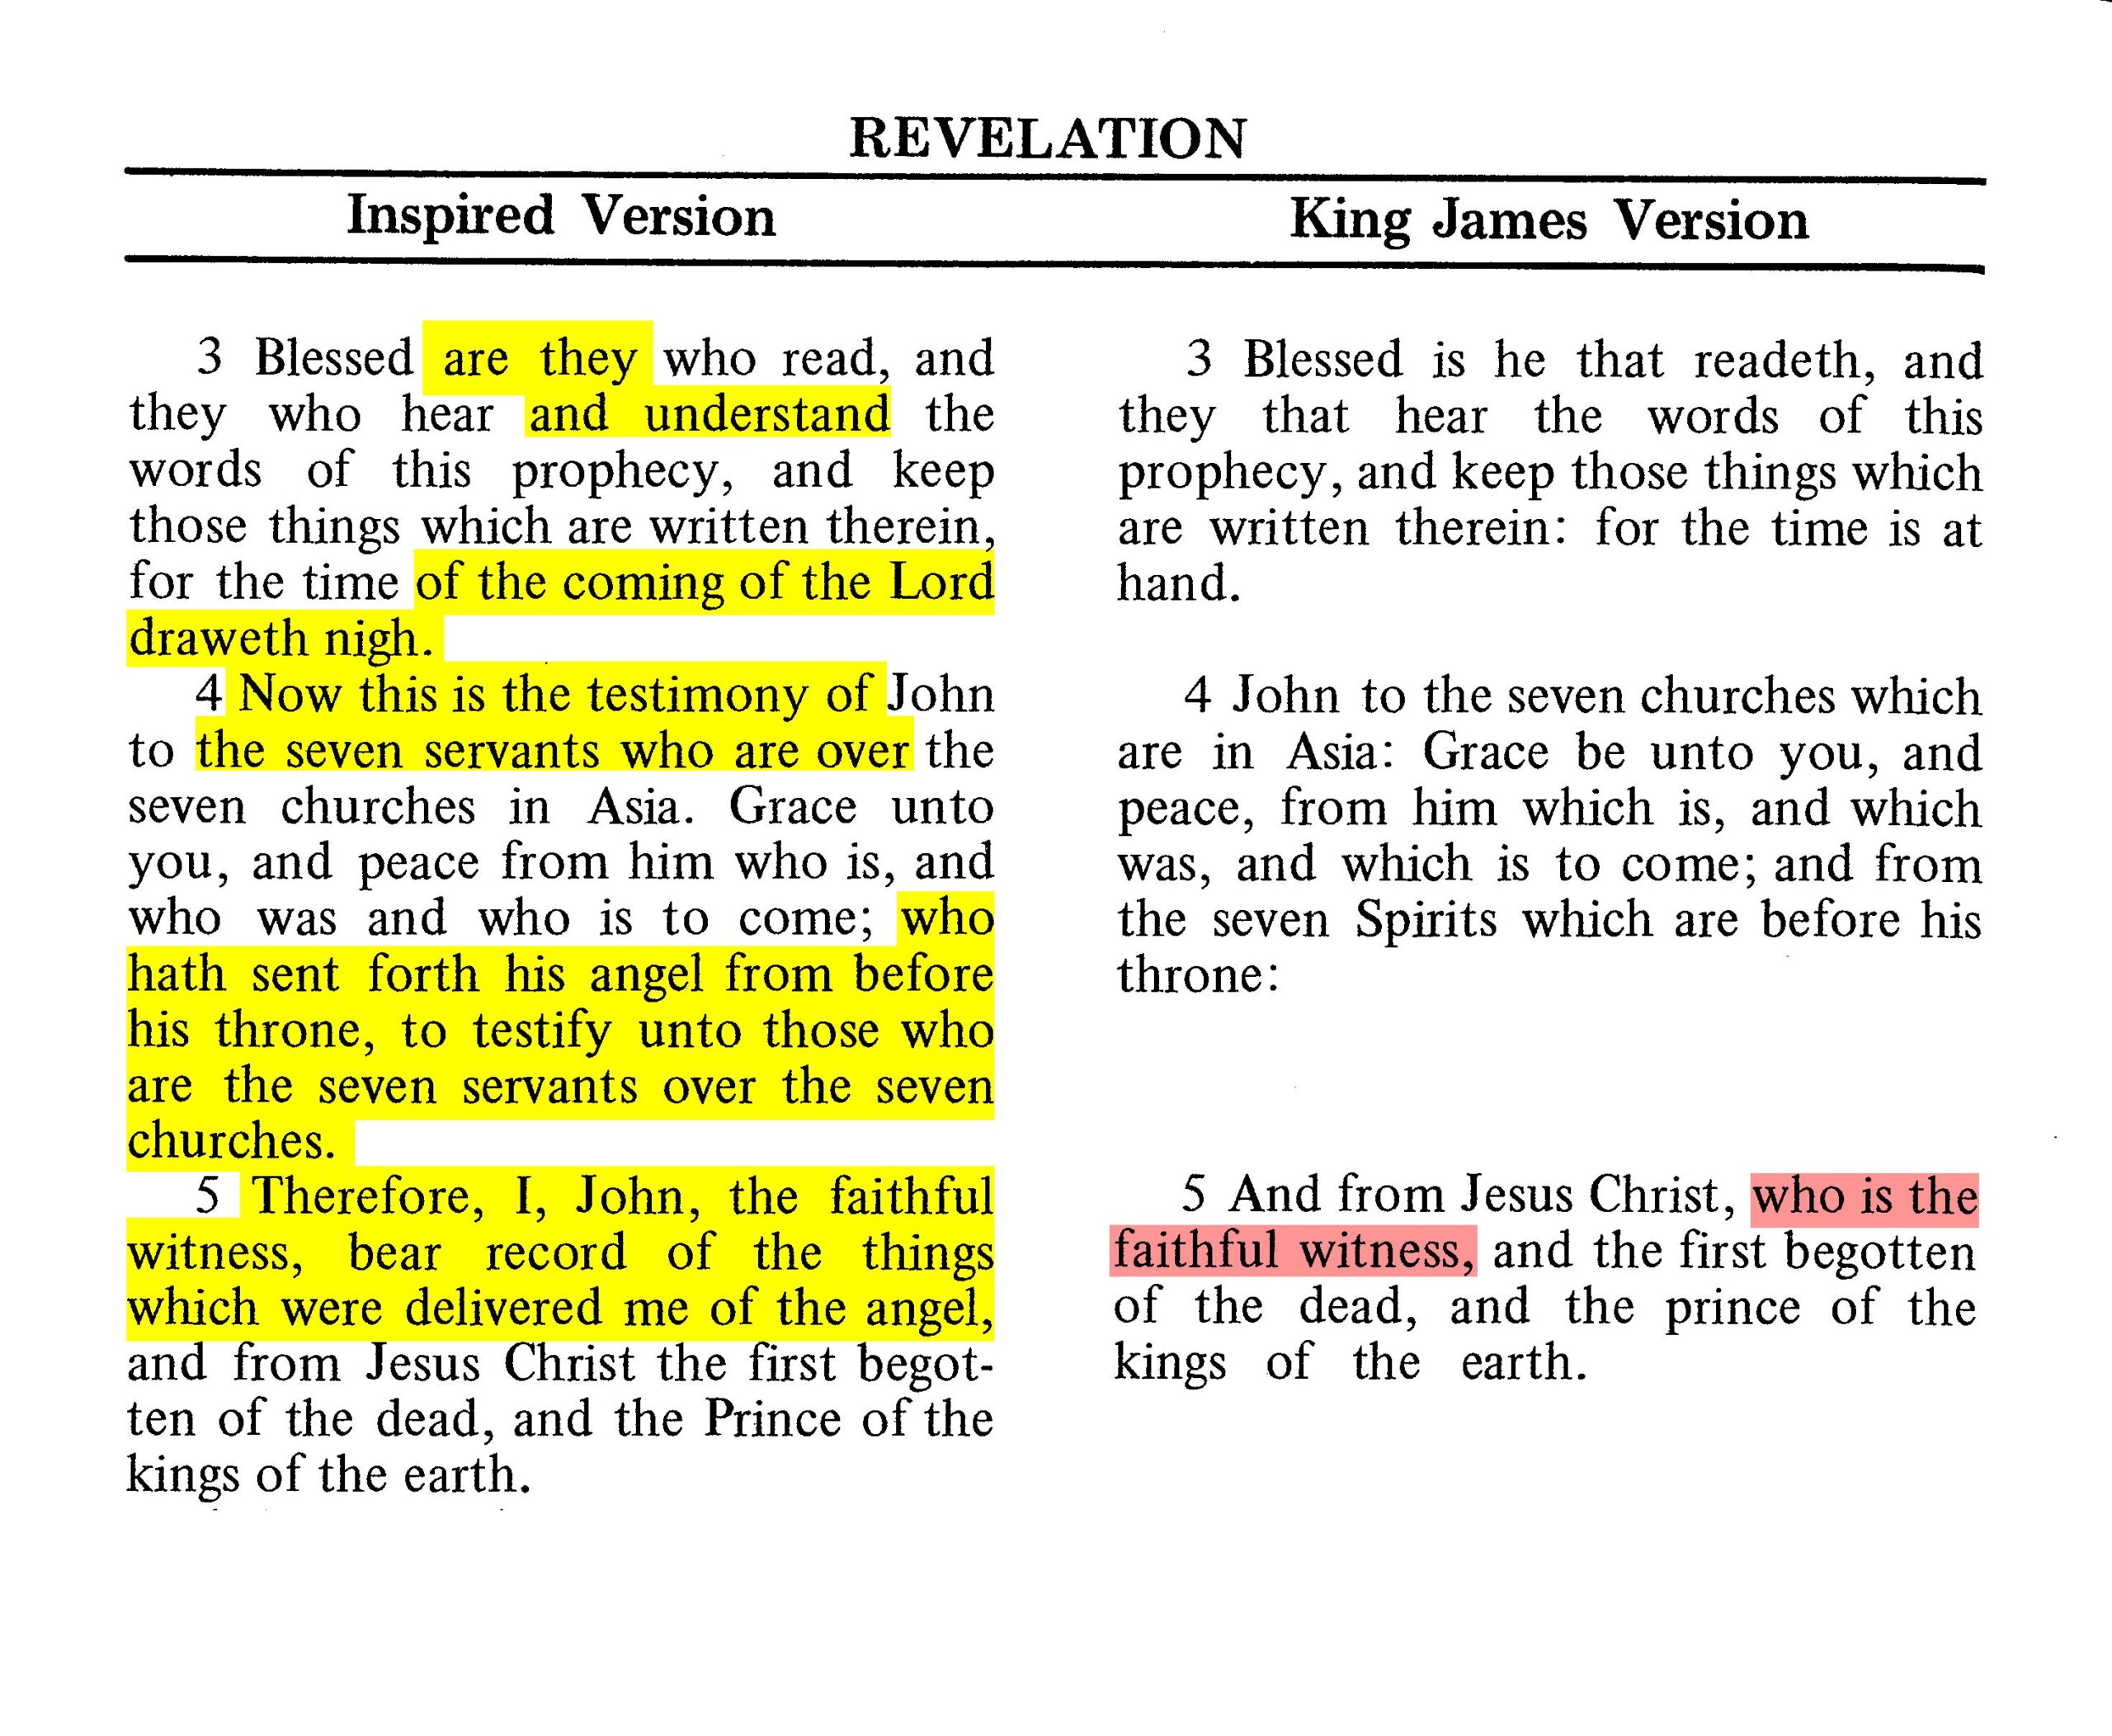 REVELATION
Inspired Version
3 Blessed are they who read, and
they who hear and understand the
words of this prophecy, and keep
those things which are written therein,
for the time of the coming of the Lord
draweth nigh.
4 Now this is the testimony of John
to the seven servants who are over the
seven churches in Asia. Grace unto
you, and peace from him who is, and
who was and who is to come; who
hath sent forth his angel from before
his throne, to testify unto those who
are the seven servants over the seven
churches.
5 Therefore, I, John, the faithful
witness, bear record of the things
which were delivered me of the angel,
and from Jesus Christ the first begot-
ten of the dead, and the Prince of the
kings of the earth.
King James Version
3 Blessed is he that readeth, and
they that hear the words of this
prophecy, and keep those things which
are written therein: for the time is at
hand.
4 John to the seven churches which
are in Asia: Grace be unto you, and
peace, from him which is, and which
was, and which is to come; and from
the seven Spirits which are before his
throne:
5 And from Jesus Christ, who is the
faithful witness, and the first begotten
of the dead, and the prince of the
kings of the earth.